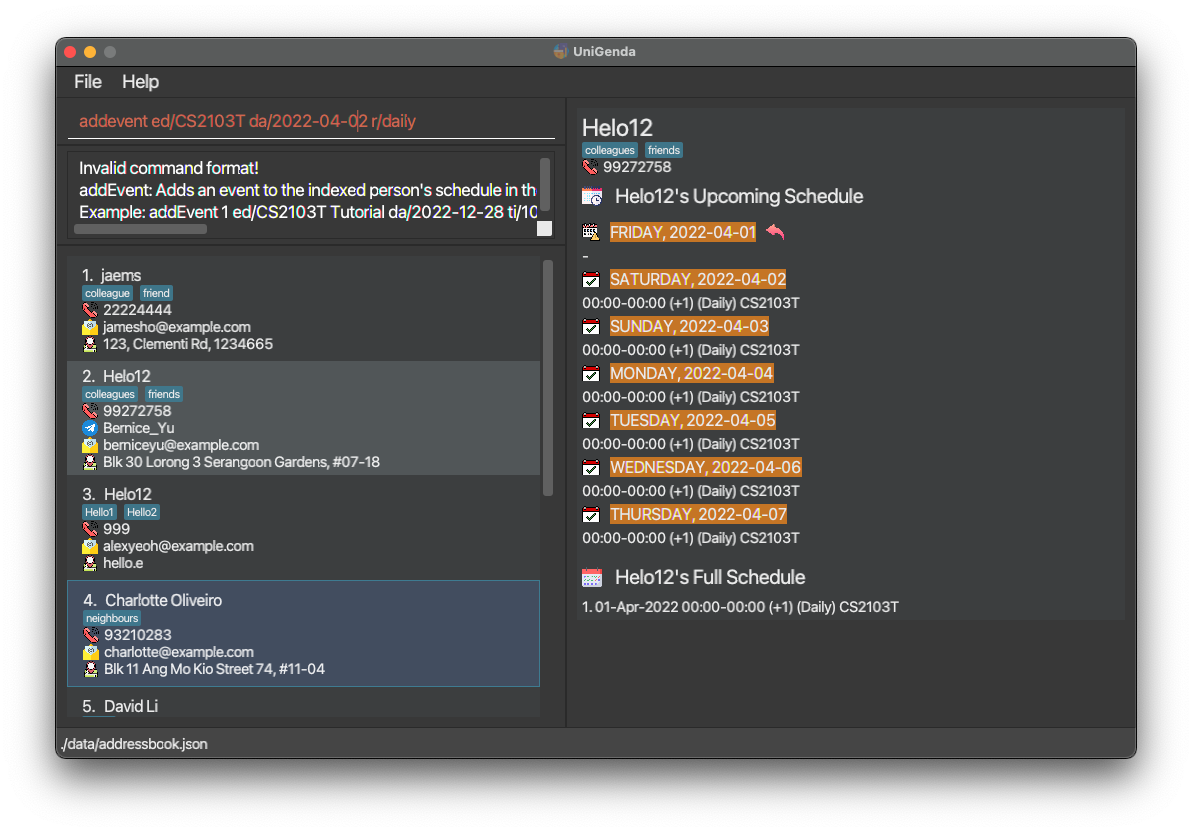 UniGenda
File Help
addevent ed/CS2103T da/2022-04-02 r/daily
Invalid command format!
addEvent: Adds an event to the indexed person's schedule in th
Example: addEvent 1 ed/CS2103T Tutorial da/2022-12-28 ti/10
1. jaems
colleague friend
22224444
jamesho@example.com
123, Clementi Rd, 1234665
2. Helo12
colleagues friends
99272758
Bernice_Yu
berniceyu@example.com
Blk 30 Lorong 3 Serangoon Gardens, #07-18
3. Helo12
Hello1 Hello2
999
alexyeoh@example.com
hello.e
4. Charlotte Oliveiro
neighbours
93210283
charlotte@example.com
Blk 11 Ang Mo Kio Street 74, #11-04
5. David Li
./data/addressbook.json
Helo12
colleagues friends
99272758
Helo12's Upcoming Schedule
FRIDAY, 2022-04-01
-
SATURDAY, 2022-04-02
00:00-00:00 (+1) (Daily) CS2103T
SUNDAY, 2022-04-03
00:00-00:00 (+1) (Daily) CS2103T
MONDAY, 2022-04-04
00:00-00:00 (+1) (Daily) CS2103T
TUESDAY, 2022-04-05
00:00-00:00 (+1) (Daily) CS2103T
WEDNESDAY, 2022-04-06
00:00-00:00 (+1) (Daily) CS2103T
THURSDAY, 2022-04-07
00:00-00:00 (+1) (Daily) CS2103T
Helo12's Full Schedule
1. 01-Apr-2022 00:00-00:00 (+1) (Daily) CS2103T